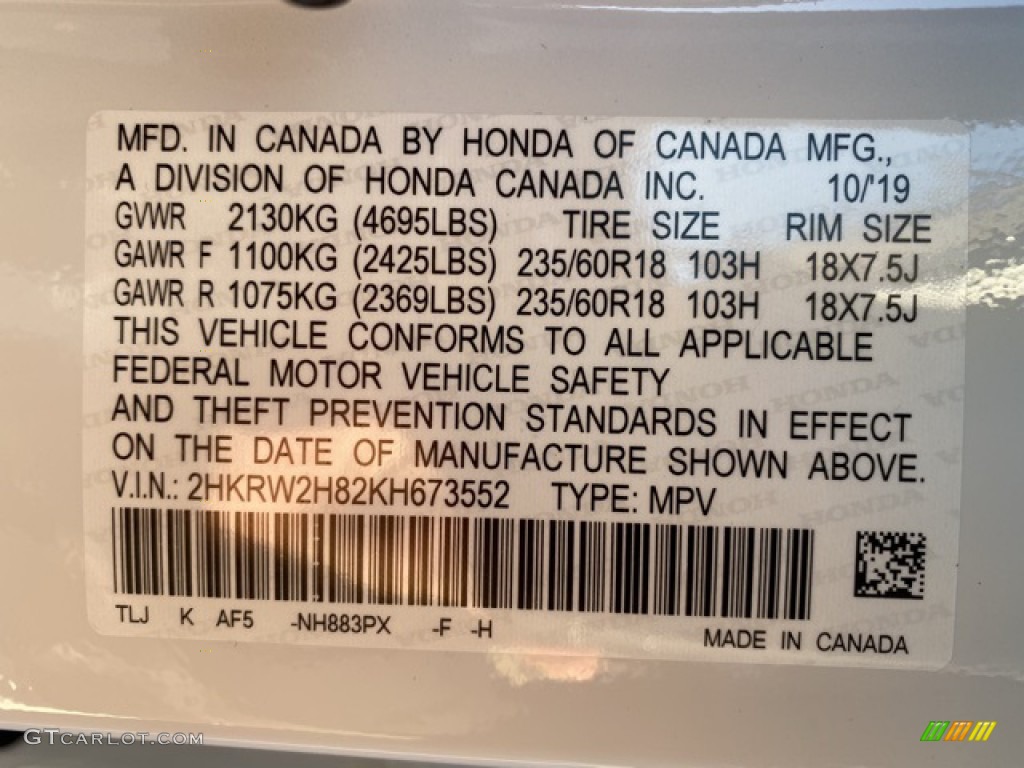 MFD. IN CANADA BY HONDA OF CANADA MFG.,
A DIVISION OF HONDA CANADA INC. 10/'19
GVWR 2130KG (4695LBS) TIRE SIZE RIM SIZE
GAWR F 1100KG (2425LBS) 235/60R18 103H 18X7.5J
GAWR R 1075KG (2369LBS) 235/60R18 103H 18X7.5J
THIS VEHICLE CONFORMS TO ALL APPLICABLE
FEDERAL MOTOR VEHICLE SAFETY
AND THEFT PREVENTION STANDARDS IN EFFECT
ON THE DATE OF MANUFACTURE SHOWN ABOVE.
V.I.N.: 2HKRW2H82KH673552 TYPE: MPV
TLJ K AF5 -NH883PX -F -H
MADE IN CANADA
GTCARLOT.COM